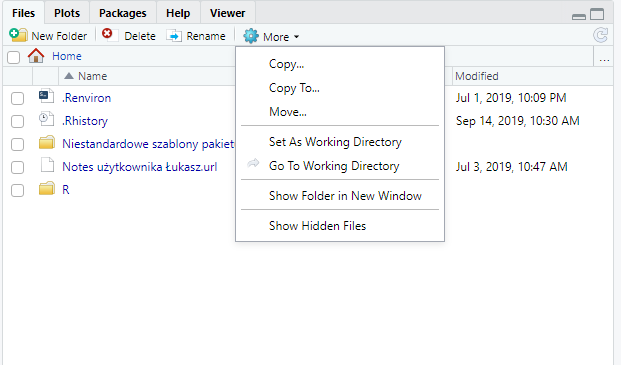 Files Plots Packages Help Viewer
New Folder Delete Rename More
Home ...
Name Modified
.Renviron Jul 1, 2019, 10:09 PM
.Rhistory Sep 14, 2019, 10:30 AM
Niestandardowe szablony
Notes użytkownika Łukasz.url Jul 3, 2019, 10:47 AM
R
Copy...
Copy To...
Move...
Set As Working Directory
Go To Working Directory
Show Folder in New Window
Show Hidden Files